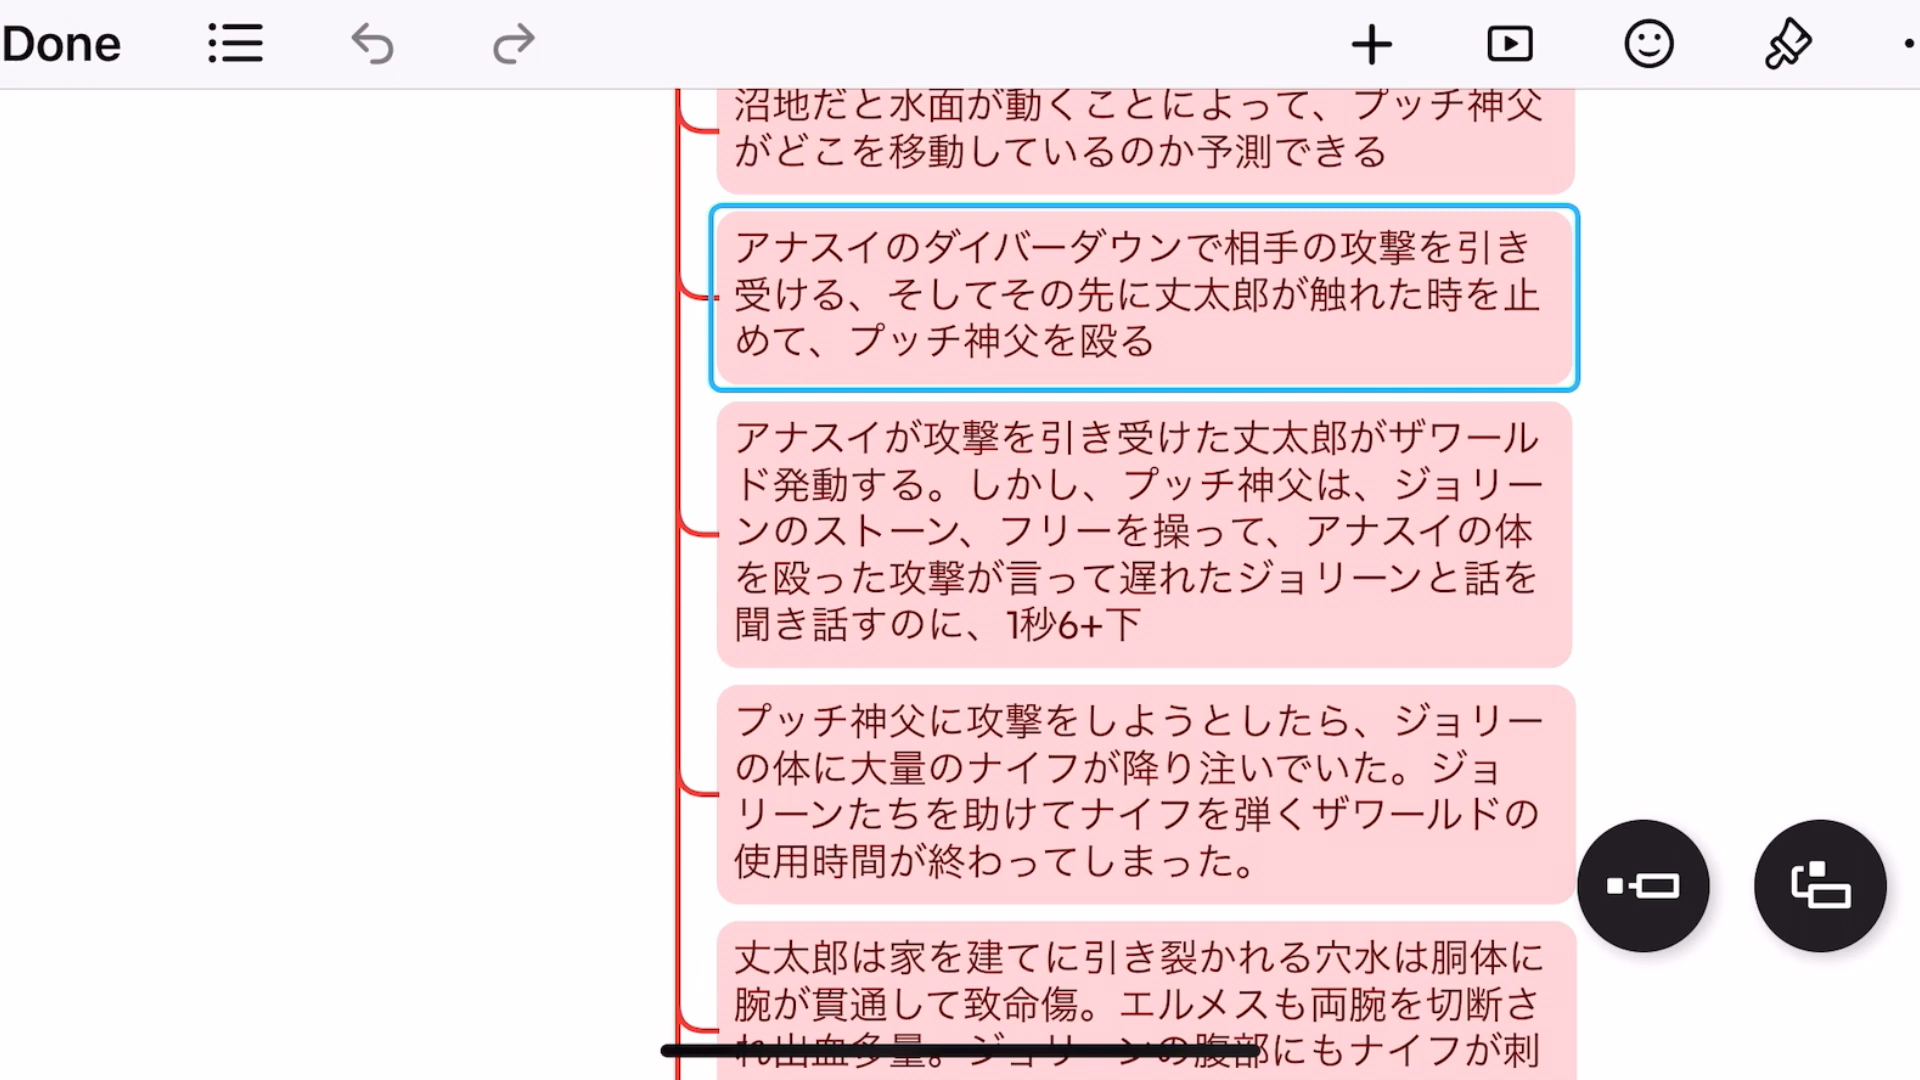 Done
沼地だと水面が動くことによって、プッチ神父
がどこを移動しているのか予測できる
アナスイのダイバーダウンで相手の攻撃を引き
受ける、そしてその先に丈太郎が触れた時を止
めて、プッチ神父を殴る
アナスイが攻撃を引き受けた丈太郎がザワール
ド発動する。しかし、プッチ神父は、ジョリー
ンのストーン、フリーを操って、アナスイの体
を殴った攻撃が言って遅れたジョリーンと話を
聞き話すのに、1秒6+下
プッチ神父に攻撃をしようとしたら、ジョリー
の体に大量のナイフが降り注いでいた。ジョ
リーンたちを助けてナイフを弾くザワールドの
使用時間が終わってしまった。
丈太郎は家を建てに引き裂かれる穴水は胴体に
腕が貫通して致命傷。エルメスも両腕を切断さ
れ出血多量。ジョリーンの腹部にもナイフが刺